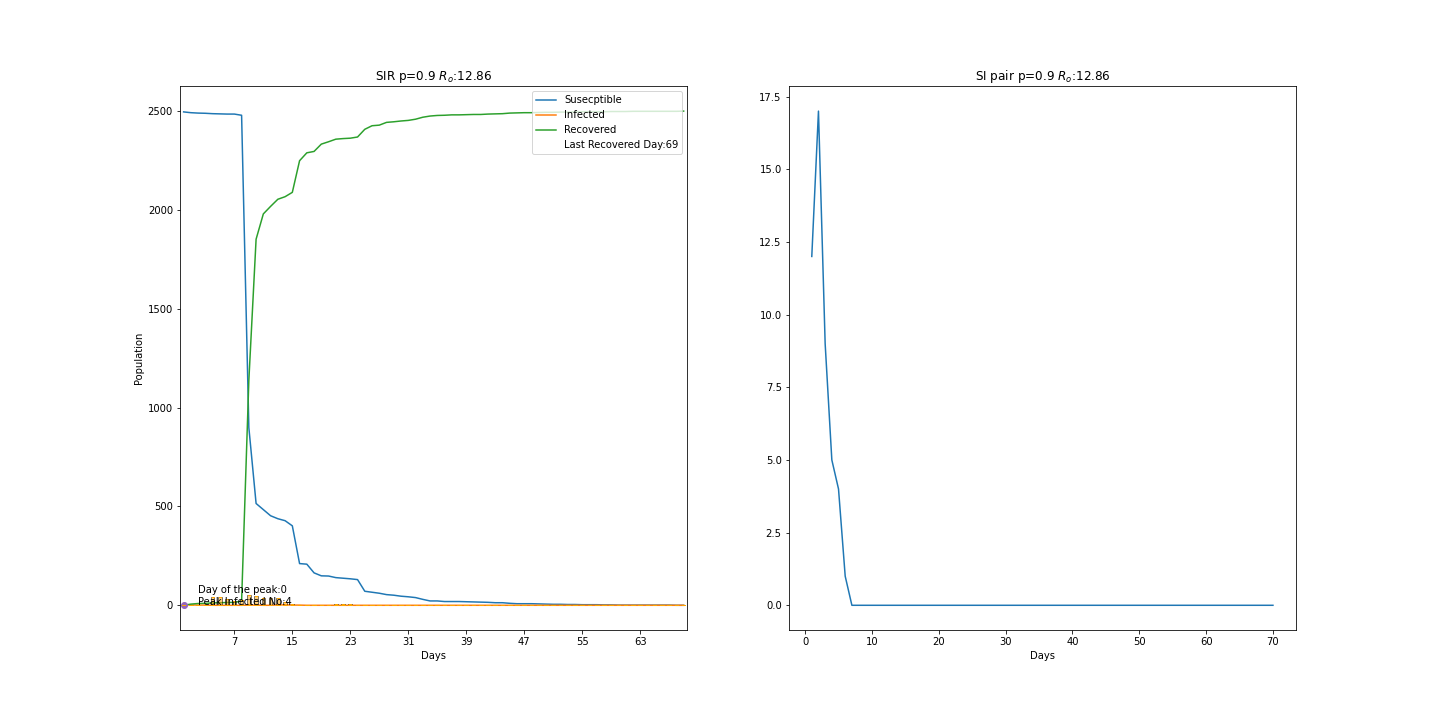 SIR p=0.9 Rₒ:12.86
Susecptible
Infected
Recovered
Last Recovered Day:69
2500
2000
1500
1000
500
0
Population
Day of the peak:0
Peak Infected No:4
7 15 23 31 39 47 55 63
Days
SI pair p=0.9 Rₒ:12.86
17.5
15.0
12.5
10.0
7.5
5.0
2.5
0.0
0 10 20 30 40 50 60 70
Days